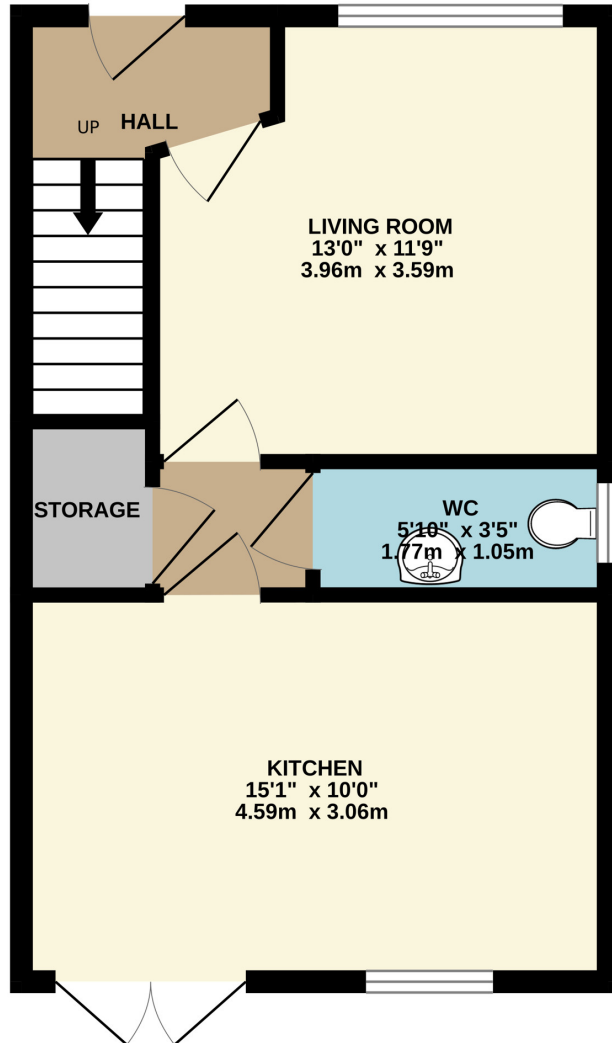 UP HALL
LIVING ROOM
13'0" x 11'9"
3.96m x 3.59m
STORAGE
WC
5'10" x 3'5"
1.77m x 1.05m
KITCHEN
15'1" x 10'0"
4.59m x 3.06m